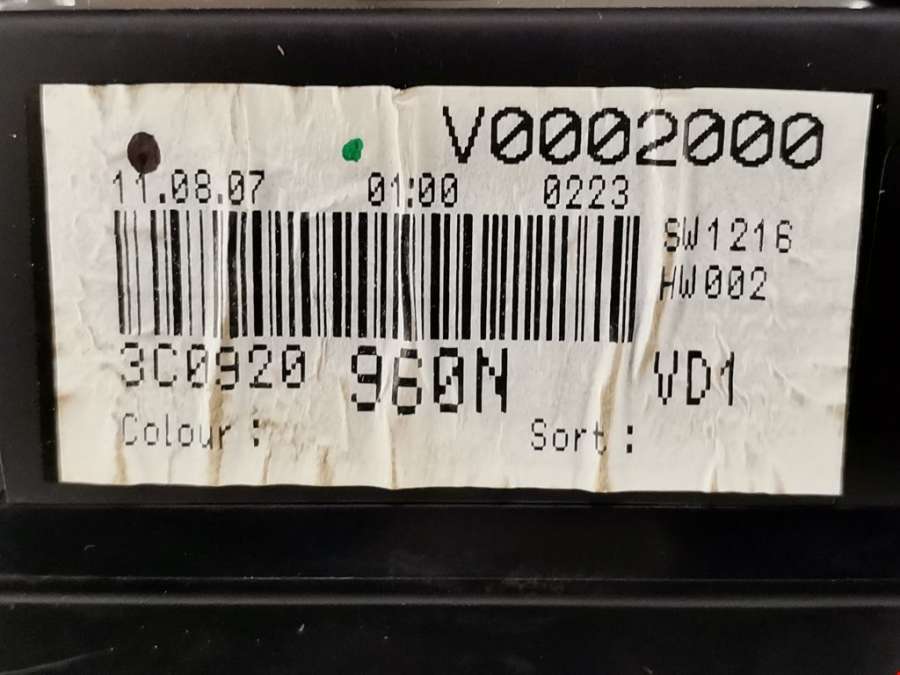 V0002000
11.08.07 01:00 0223
SW1216
HW002
3C0920 960N VD1
Colour : Sort :